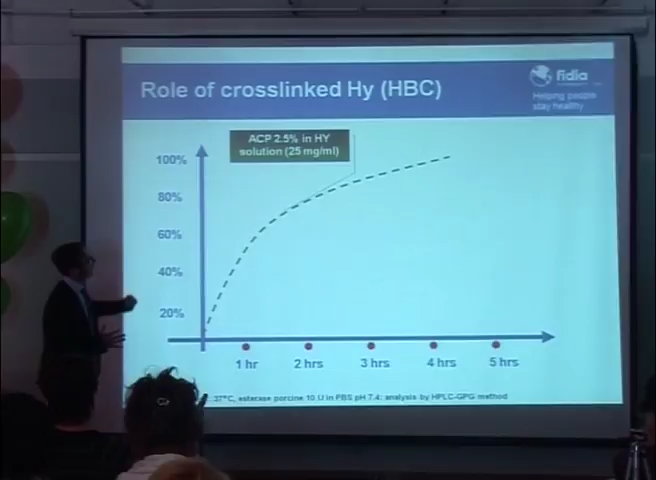 Role of crosslinked Hy (HBC)
fidia
Helping people
stay healthy
ACP 2.5% in HY
solution (25 mg/ml)
100%
80%
60%
40%
20%
1 hr 2 hrs 3 hrs 4 hrs 5 hrs
37°C, esterase porcine 10 U in PBS pH 7.4; analysis by HPLC-GPG method